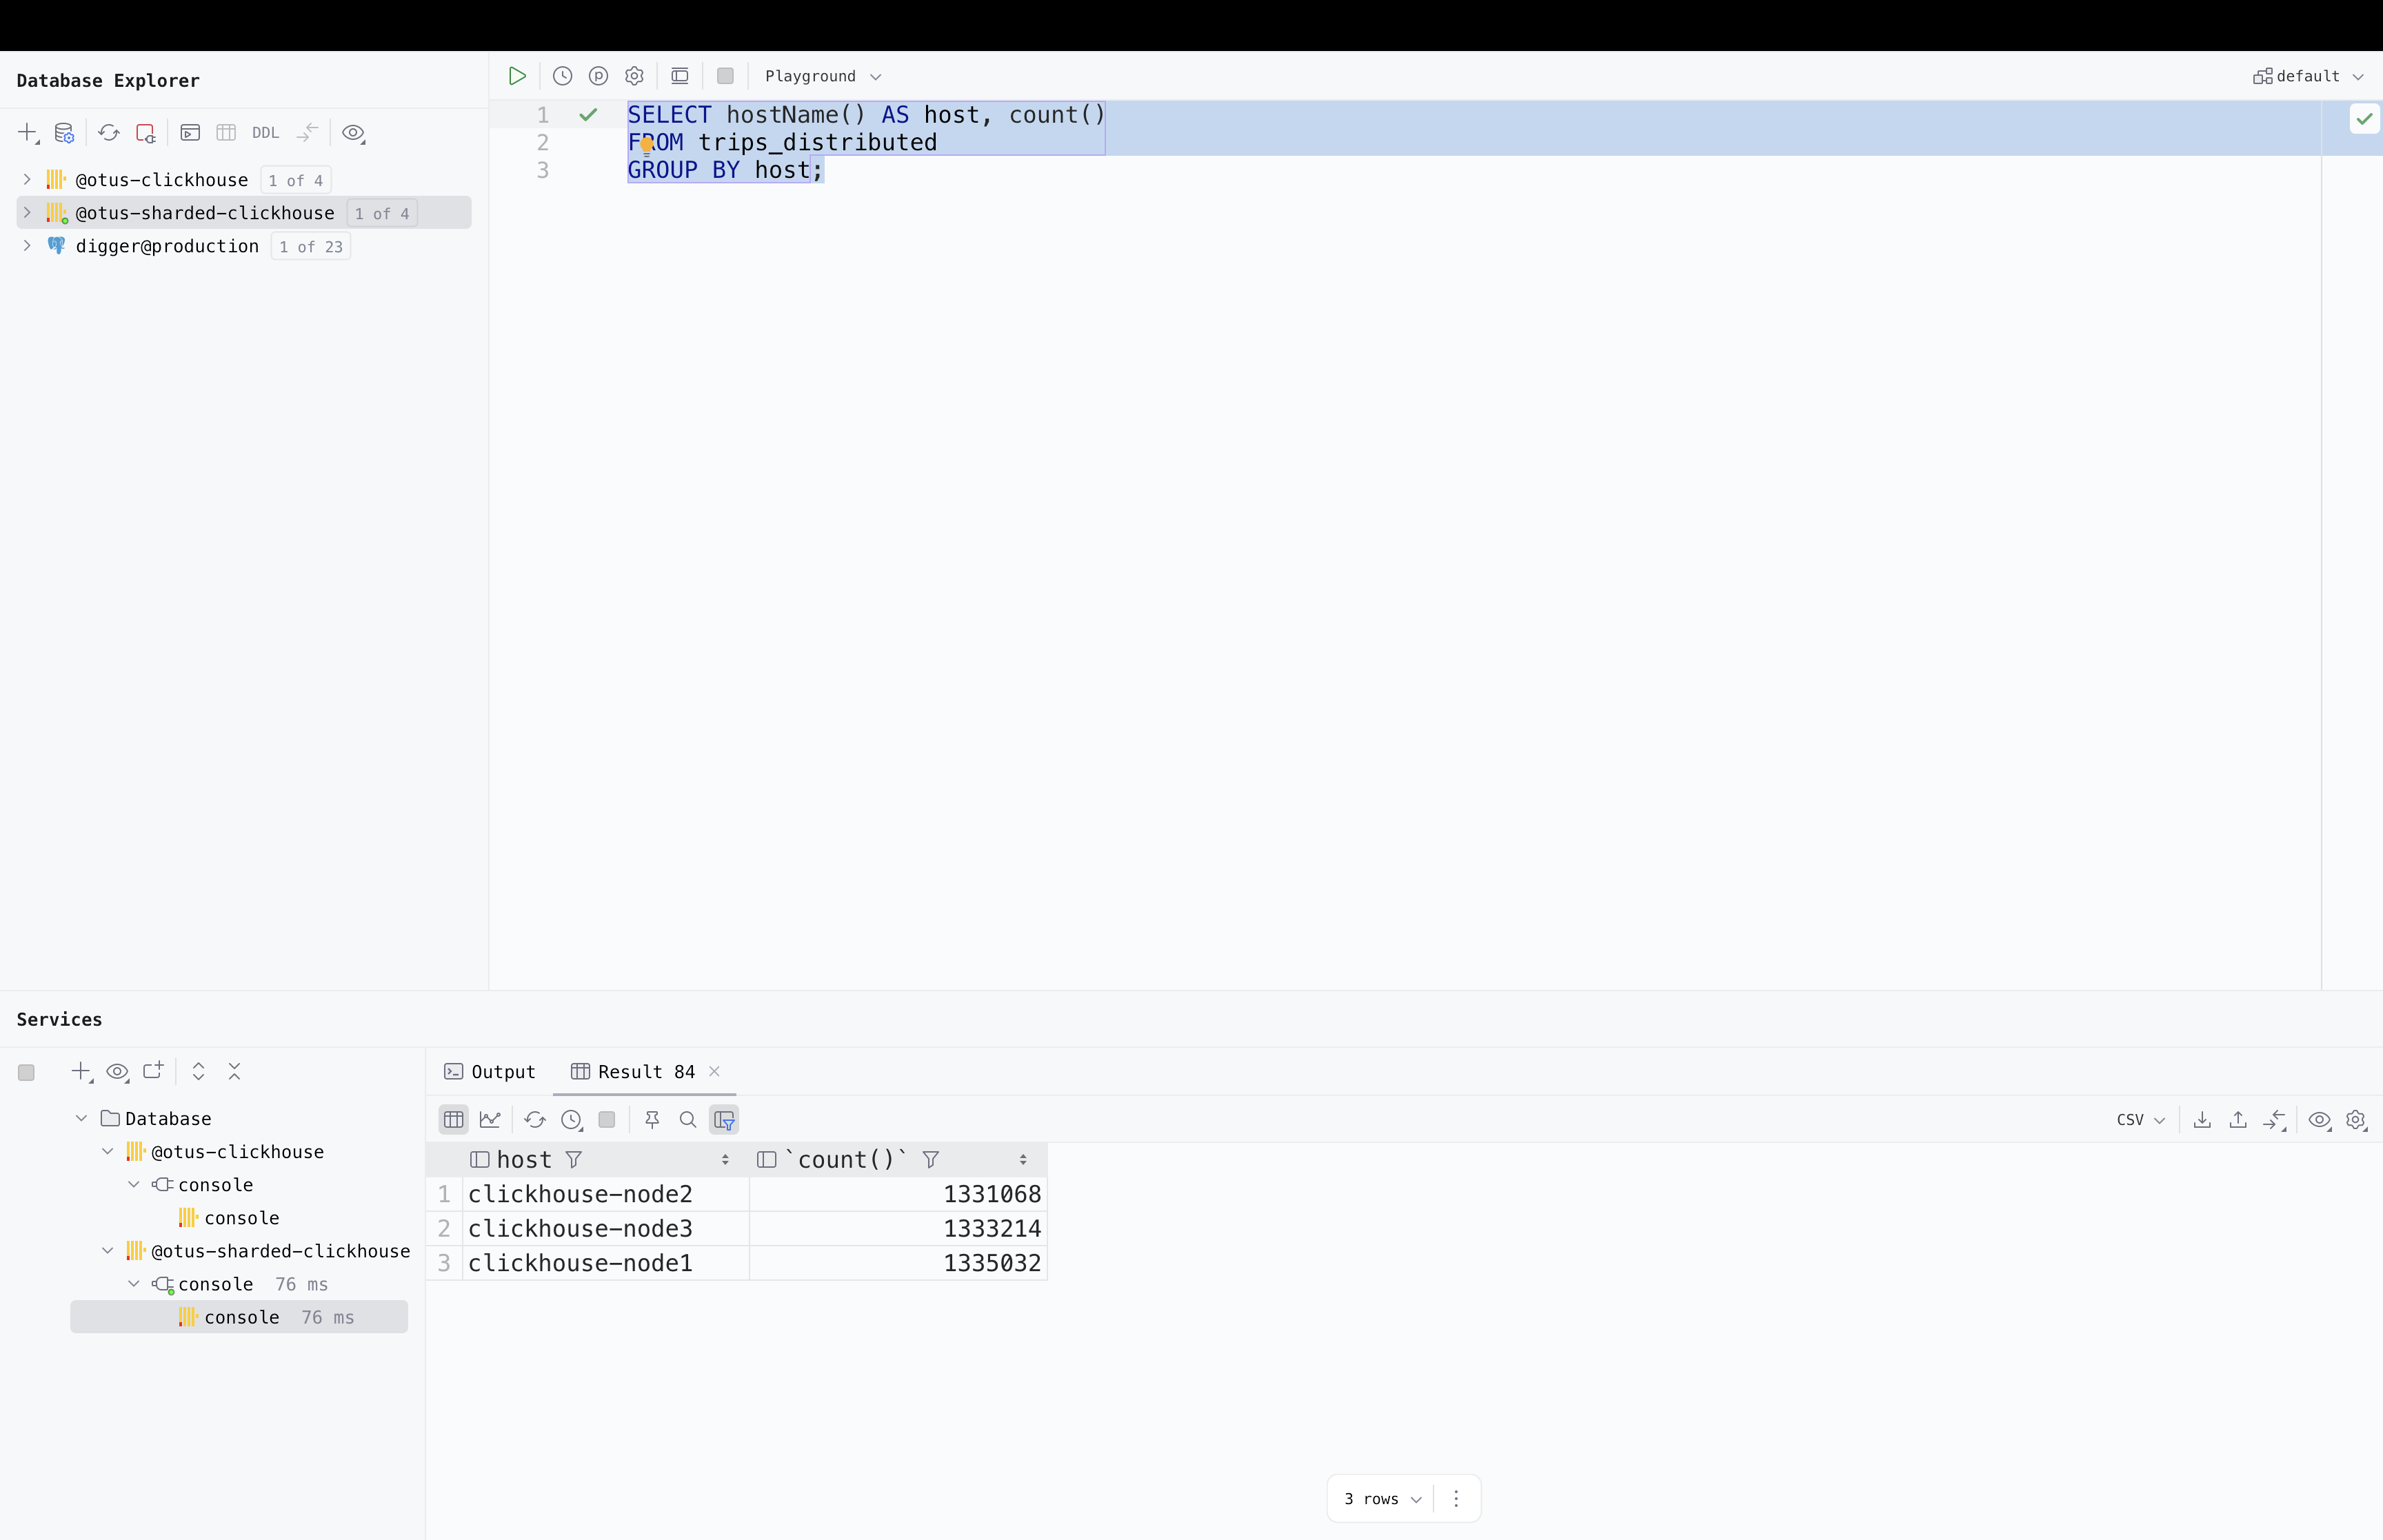 Database Explorer
DDL
@otus-clickhouse 1 of 4
@otus-sharded-clickhouse 1 of 4
digger@production 1 of 23
Playground
default
1 SELECT hostName() AS host, count()
2 FROM trips_distributed
3 GROUP BY host;
Services
Database
@otus-clickhouse
console
console
@otus-sharded-clickhouse
console 76 ms
console 76 ms
Output
Result 84
CSV
host `count()`
1 clickhouse-node2 1331068
2 clickhouse-node3 1333214
3 clickhouse-node1 1335032
3 rows